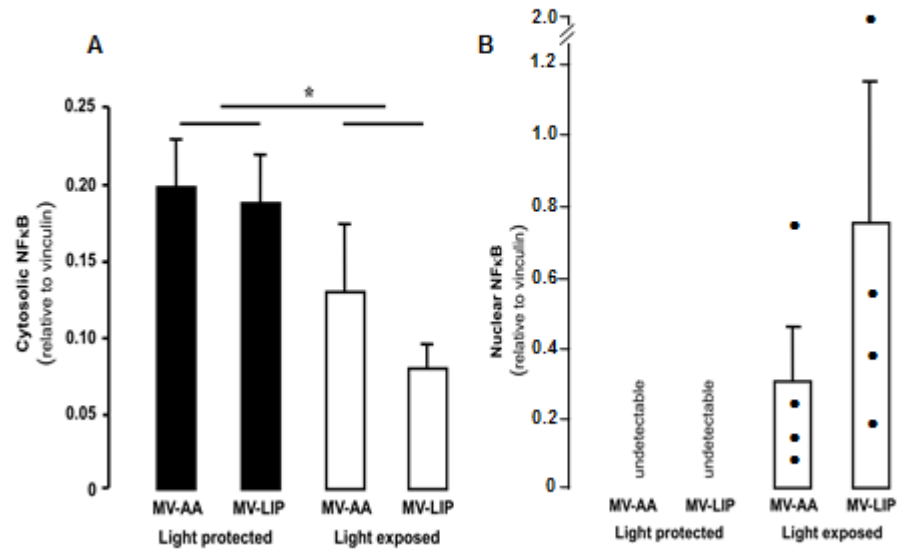 A
Cytosolic NFκB
(relative to vinculin)
0.25
0.20
0.15
0.10
0.05
0
*
MV-AA MV-LIP MV-AA MV-LIP
Light protected Light exposed
B
Nuclear NFκB
(relative to vinculin)
2.0
1.2
1.0
0.8
0.6
0.4
0.2
0
undetectable
undetectable
MV-AA MV-LIP MV-AA MV-LIP
Light protected Light exposed